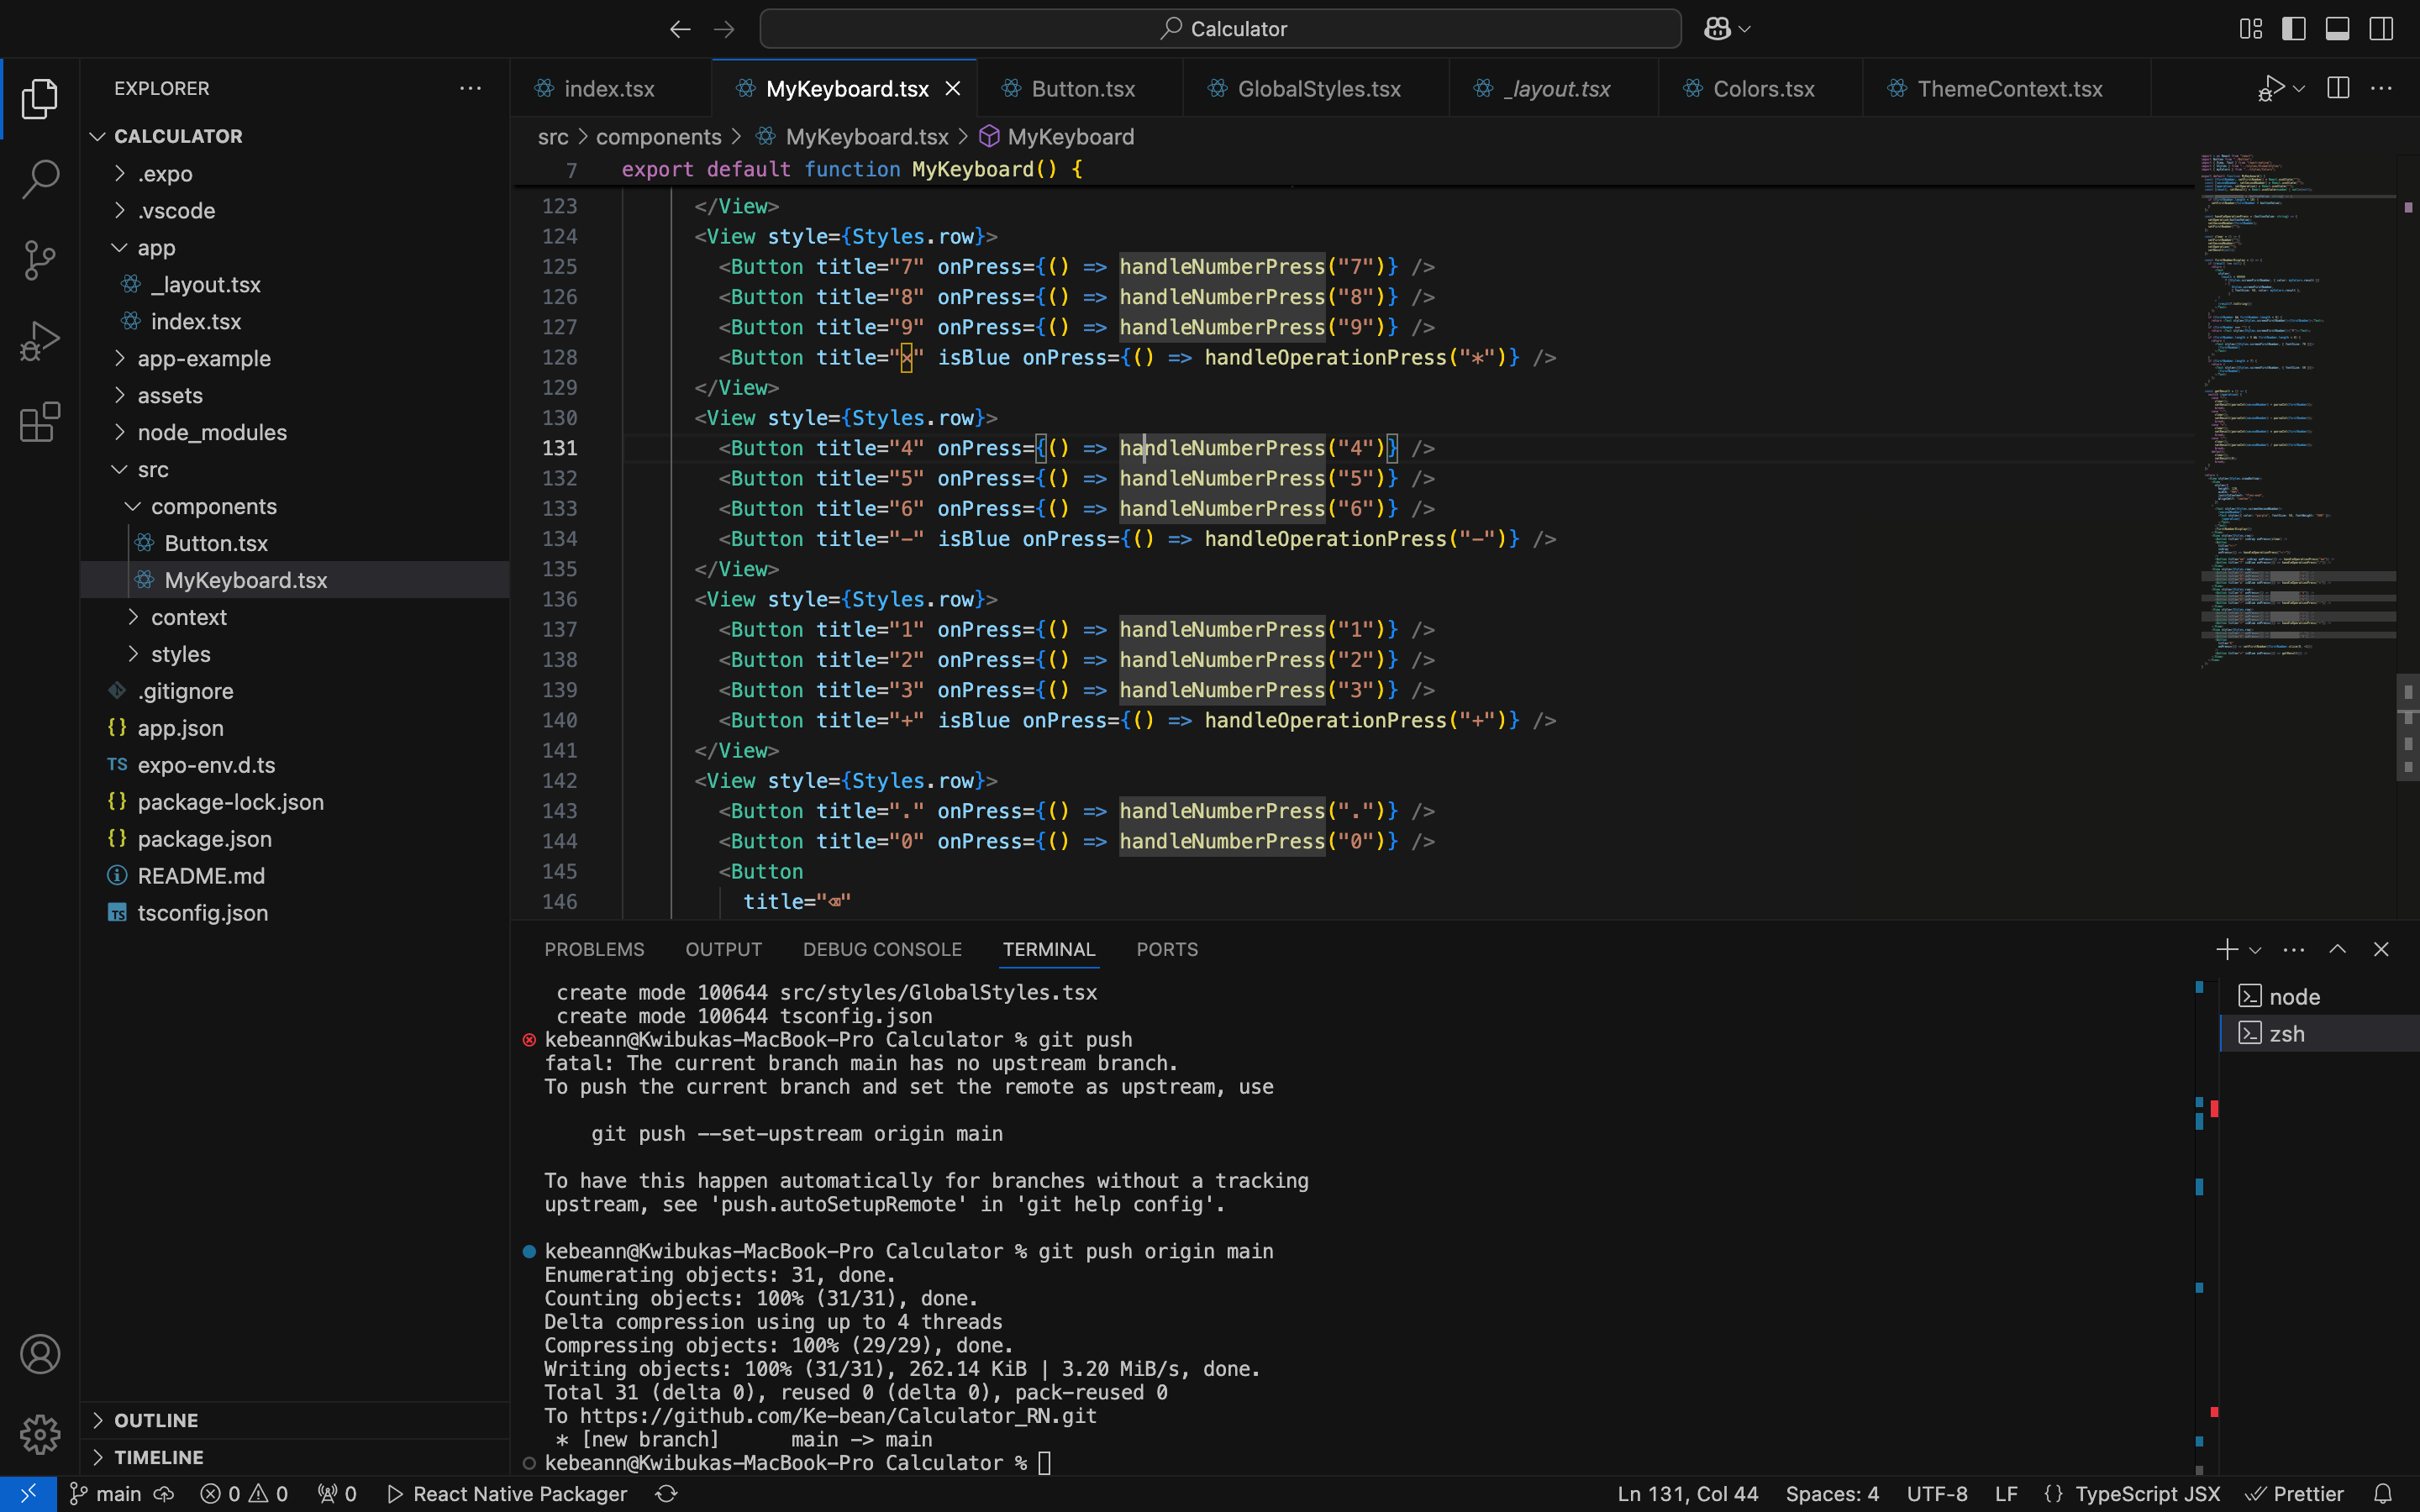 Calculator
EXPLORER
CALCULATOR
.expo
.vscode
app
_layout.tsx
index.tsx
app-example
assets
node_modules
src
components
Button.tsx
MyKeyboard.tsx
context
styles
.gitignore
app.json
TS expo-env.d.ts
package-lock.json
package.json
README.md
TS tsconfig.json
OUTLINE
TIMELINE
index.tsx
MyKeyboard.tsx
Button.tsx
GlobalStyles.tsx
_layout.tsx
Colors.tsx
ThemeContext.tsx
src > components > MyKeyboard.tsx > MyKeyboard
7 export default function MyKeyboard() {
123 </View>
124 <View style={Styles.row}>
125 <Button title="7" onPress={() => handleNumberPress("7")} />
126 <Button title="8" onPress={() => handleNumberPress("8")} />
127 <Button title="9" onPress={() => handleNumberPress("9")} />
128 <Button title="×" isBlue onPress={() => handleOperationPress("*")} />
129 </View>
130 <View style={Styles.row}>
131 <Button title="4" onPress={() => handleNumberPress("4")} />
132 <Button title="5" onPress={() => handleNumberPress("5")} />
133 <Button title="6" onPress={() => handleNumberPress("6")} />
134 <Button title="-" isBlue onPress={() => handleOperationPress("-")} />
135 </View>
136 <View style={Styles.row}>
137 <Button title="1" onPress={() => handleNumberPress("1")} />
138 <Button title="2" onPress={() => handleNumberPress("2")} />
139 <Button title="3" onPress={() => handleNumberPress("3")} />
140 <Button title="+" isBlue onPress={() => handleOperationPress("+")} />
141 </View>
142 <View style={Styles.row}>
143 <Button title="." onPress={() => handleNumberPress(".")} />
144 <Button title="0" onPress={() => handleNumberPress("0")} />
145 <Button
146 title="⌫"
PROBLEMS OUTPUT DEBUG CONSOLE TERMINAL PORTS
create mode 100644 src/styles/GlobalStyles.tsx
create mode 100644 tsconfig.json
kebeann@Kwibukas-MacBook-Pro Calculator % git push
fatal: The current branch main has no upstream branch.
To push the current branch and set the remote as upstream, use
git push --set-upstream origin main
To have this happen automatically for branches without a tracking
upstream, see 'push.autoSetupRemote' in 'git help config'.
kebeann@Kwibukas-MacBook-Pro Calculator % git push origin main
Enumerating objects: 31, done.
Counting objects: 100% (31/31), done.
Delta compression using up to 4 threads
Compressing objects: 100% (29/29), done.
Writing objects: 100% (31/31), 262.14 KiB | 3.20 MiB/s, done.
Total 31 (delta 0), reused 0 (delta 0), pack-reused 0
To https://github.com/Ke-bean/Calculator_RN.git
* [new branch] main -> main
kebeann@Kwibukas-MacBook-Pro Calculator %
node
zsh
main 0 0 0 React Native Packager Ln 131, Col 44 Spaces: 4 UTF-8 LF {} TypeScript JSX Prettier